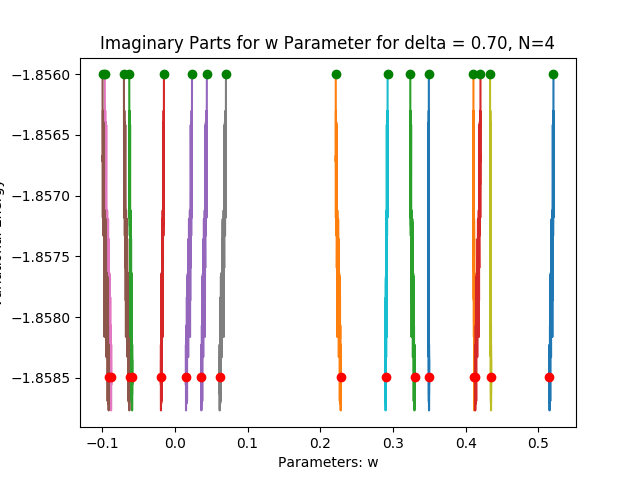 Imaginary Parts for w Parameter for delta = 0.70, N=4
−1.8560
−1.8565
−1.8570
−1.8575
−1.8580
−1.8585
−0.1 0.0 0.1 0.2 0.3 0.4 0.5
Parameters: w